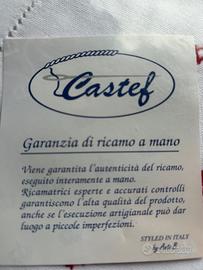 Castef
Garanzia di ricamo a mano
Viene garantita l'autenticità del ricamo,
eseguito interamente a mano.
Ricamatrici esperte e accurati controlli
garantiscono l'alta qualità del prodotto,
anche se l'esecuzione artigianale può dar
luogo a piccole imperfezioni.
STYLED IN ITALY
by